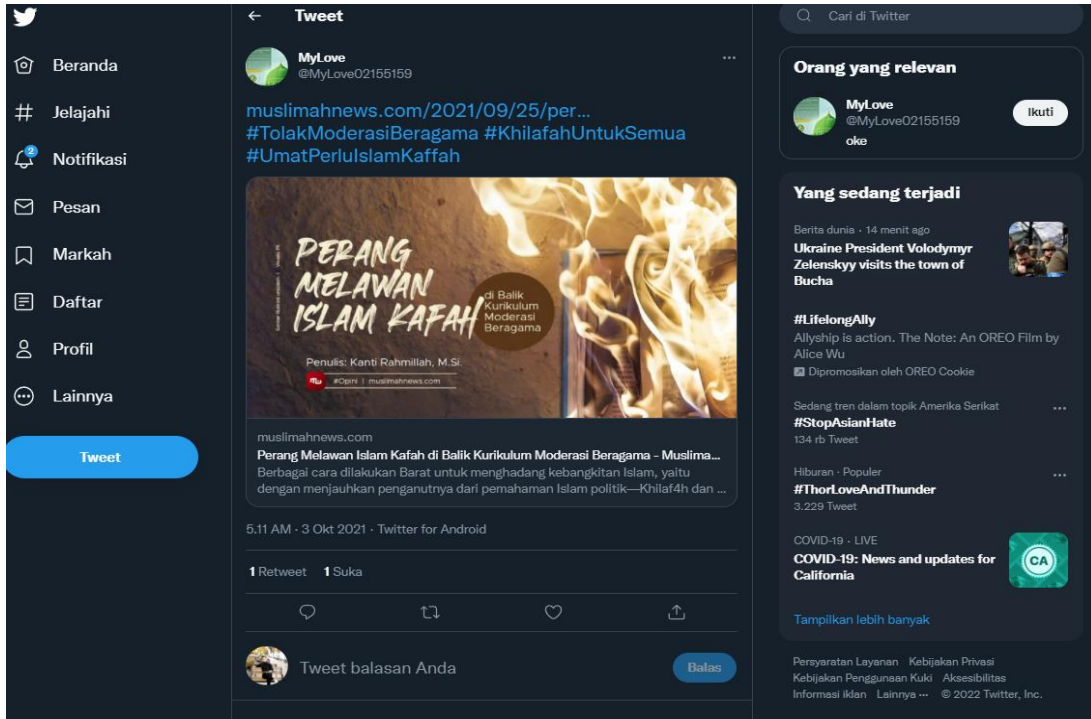 Tweet
Cari di Twitter
Beranda
Jelajahi
2
Notifikasi
Pesan
Markah
Daftar
Profil
Lainnya
Tweet
MyLove
@MyLove02155159
muslimahnews.com/2021/09/25/per...
#TolakModerasiBeragama #KhilafahUntukSemua
#UmatPerluIslamKaffah
PERANG
MELAWAN
ISLAM KAFAH
di Balik
Kurikulum
Moderasi
Beragama
Penulis: Kanti Rahmillah, M.Si.
Mu
#Opini | muslimahnews.com
muslimahnews.com
Perang Melawan Islam Kafah di Balik Kurikulum Moderasi Beragama - Muslima...
Berbagai cara dilakukan Barat untuk menghadang kebangkitan Islam, yaitu
dengan menjauhkan penganutnya dari pemahaman Islam politik—Khilaf4h dan ...
5.11 AM · 3 Okt 2021 · Twitter for Android
1 Retweet 1 Suka
Tweet balasan Anda
Balas
Orang yang relevan
MyLove
@MyLove02155159
Ikuti
oke
Yang sedang terjadi
Berita dunia · 14 menit ago
Ukraine President Volodymyr
Zelenskyy visits the town of
Bucha
#LifelongAlly
Allyship is action. The Note: An OREO Film by
Alice Wu
Dipromosikan oleh OREO Cookie
Sedang tren dalam topik Amerika Serikat
#StopAsianHate
134 rb Tweet
Hiburan · Populer
#ThorLoveAndThunder
3.229 Tweet
COVID-19 · LIVE
COVID-19: News and updates for
California
CA
Tampilkan lebih banyak
Persyaratan Layanan Kebijakan Privasi
Kebijakan Penggunaan Kuki Aksesibilitas
Informasi iklan Lainnya ··· © 2022 Twitter, Inc.